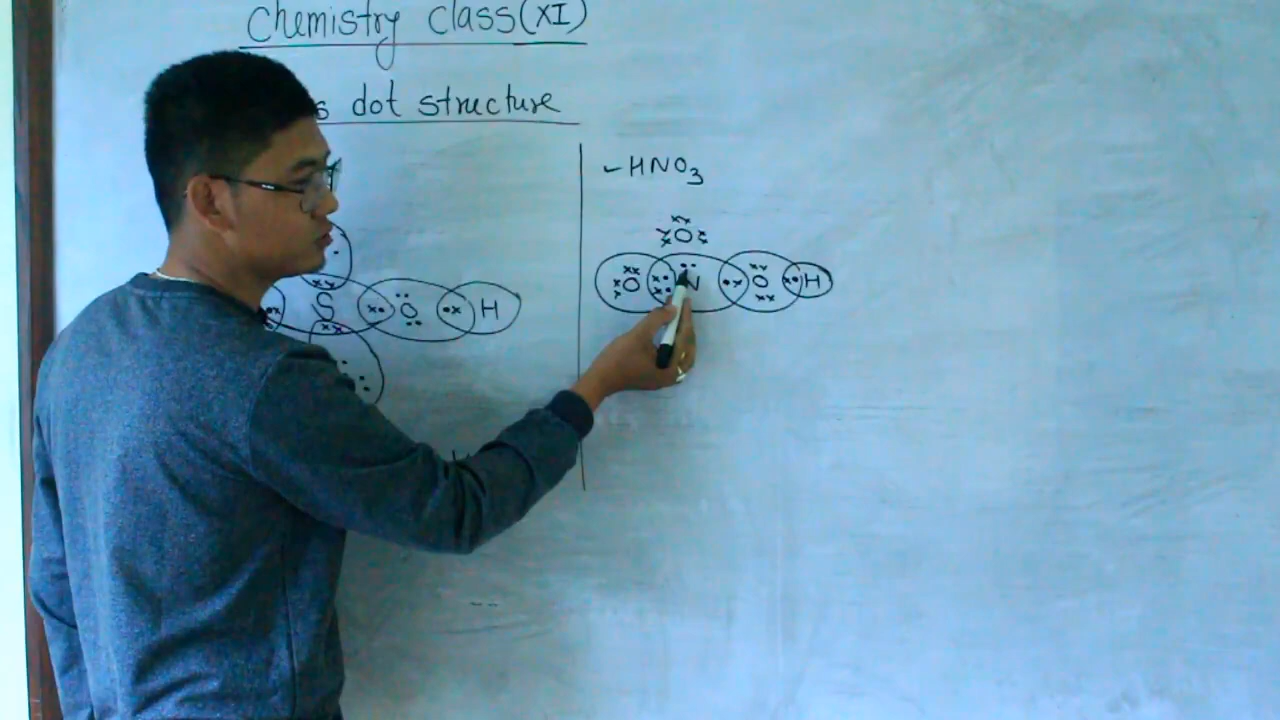 Chemistry class(XI)
dot structure
HNO3
O
O N O H
S O H